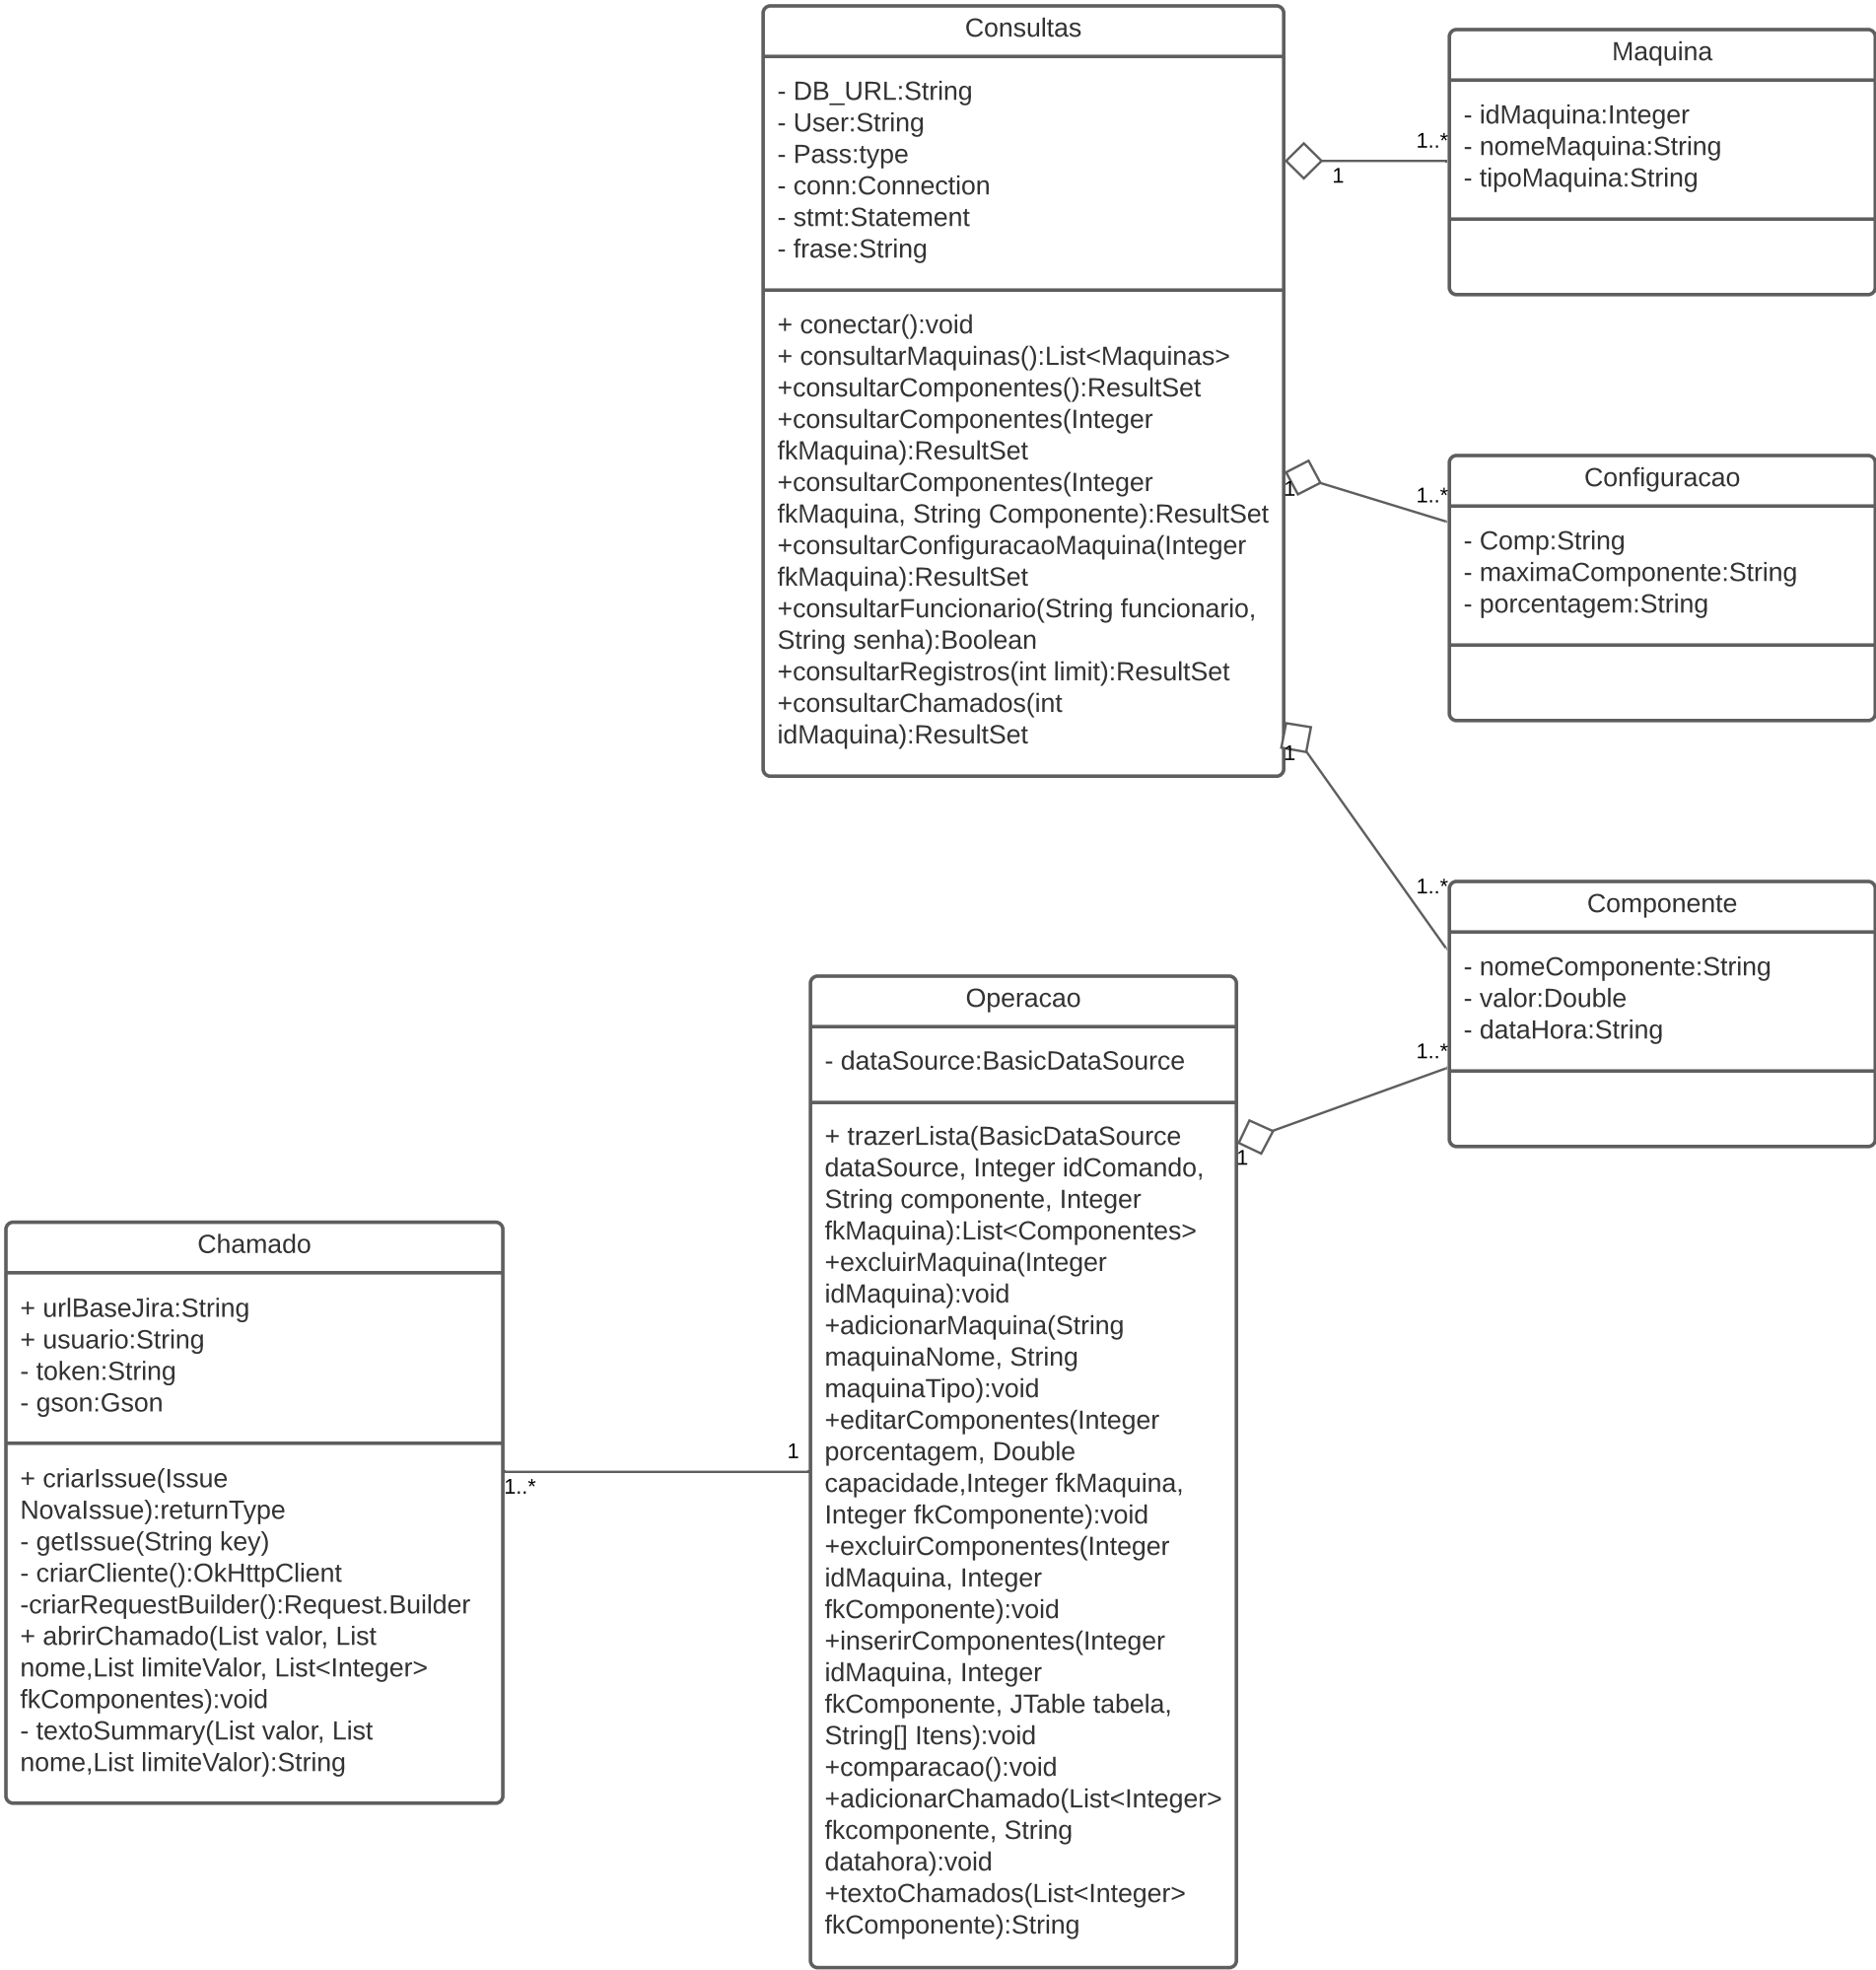 Consultas
- DB_URL:String
- User:String
- Pass:type
- conn:Connection
- stmt:Statement
- frase:String
+ conectar():void
+ consultarMaquinas():List<Maquinas>
+consultarComponentes():ResultSet
+consultarComponentes(Integer
fkMaquina):ResultSet
+consultarComponentes(Integer
fkMaquina, String Componente):ResultSet
+consultarConfiguracaoMaquina(Integer
fkMaquina):ResultSet
+consultarFuncionario(String funcionario,
String senha):Boolean
+consultarRegistros(int limit):ResultSet
+consultarChamados(int
idMaquina):ResultSet
1
1..*
Maquina
- idMaquina:Integer
- nomeMaquina:String
- tipoMaquina:String
1
1..*
Configuracao
- Comp:String
- maximaComponente:String
- porcentagem:String
1
1..*
Componente
- nomeComponente:String
- valor:Double
- dataHora:String
1..*
1
Operacao
- dataSource:BasicDataSource
+ trazerLista(BasicDataSource
dataSource, Integer idComando,
String componente, Integer
fkMaquina):List<Componentes>
+excluirMaquina(Integer
idMaquina):void
+adicionarMaquina(String
maquinaNome, String
maquinaTipo):void
+editarComponentes(Integer
porcentagem, Double
capacidade,Integer fkMaquina,
Integer fkComponente):void
+excluirComponentes(Integer
idMaquina, Integer
fkComponente):void
+inserirComponentes(Integer
idMaquina, Integer
fkComponente, JTable tabela,
String[] Itens):void
+comparacao():void
+adicionarChamado(List<Integer>
fkcomponente, String
datahora):void
+textoChamados(List<Integer>
fkComponente):String
1
1..*
Chamado
+ urlBaseJira:String
+ usuario:String
- token:String
- gson:Gson
+ criarIssue(Issue
NovaIssue):returnType
- getIssue(String key)
- criarCliente():OkHttpClient
-criarRequestBuilder():Request.Builder
+ abrirChamado(List valor, List
nome,List limiteValor, List<Integer>
fkComponentes):void
- textoSummary(List valor, List
nome,List limiteValor):String